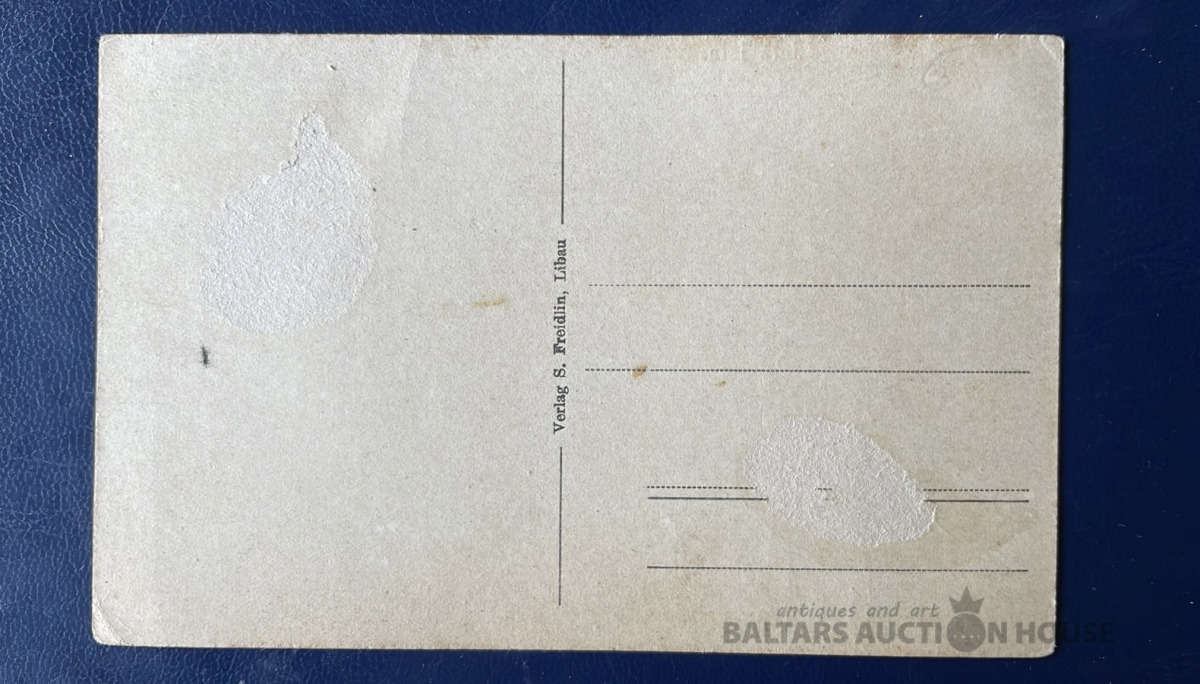 Verlag S. Freidlin, Libau
antiques and art
BALTARS AUCTION HOUSE